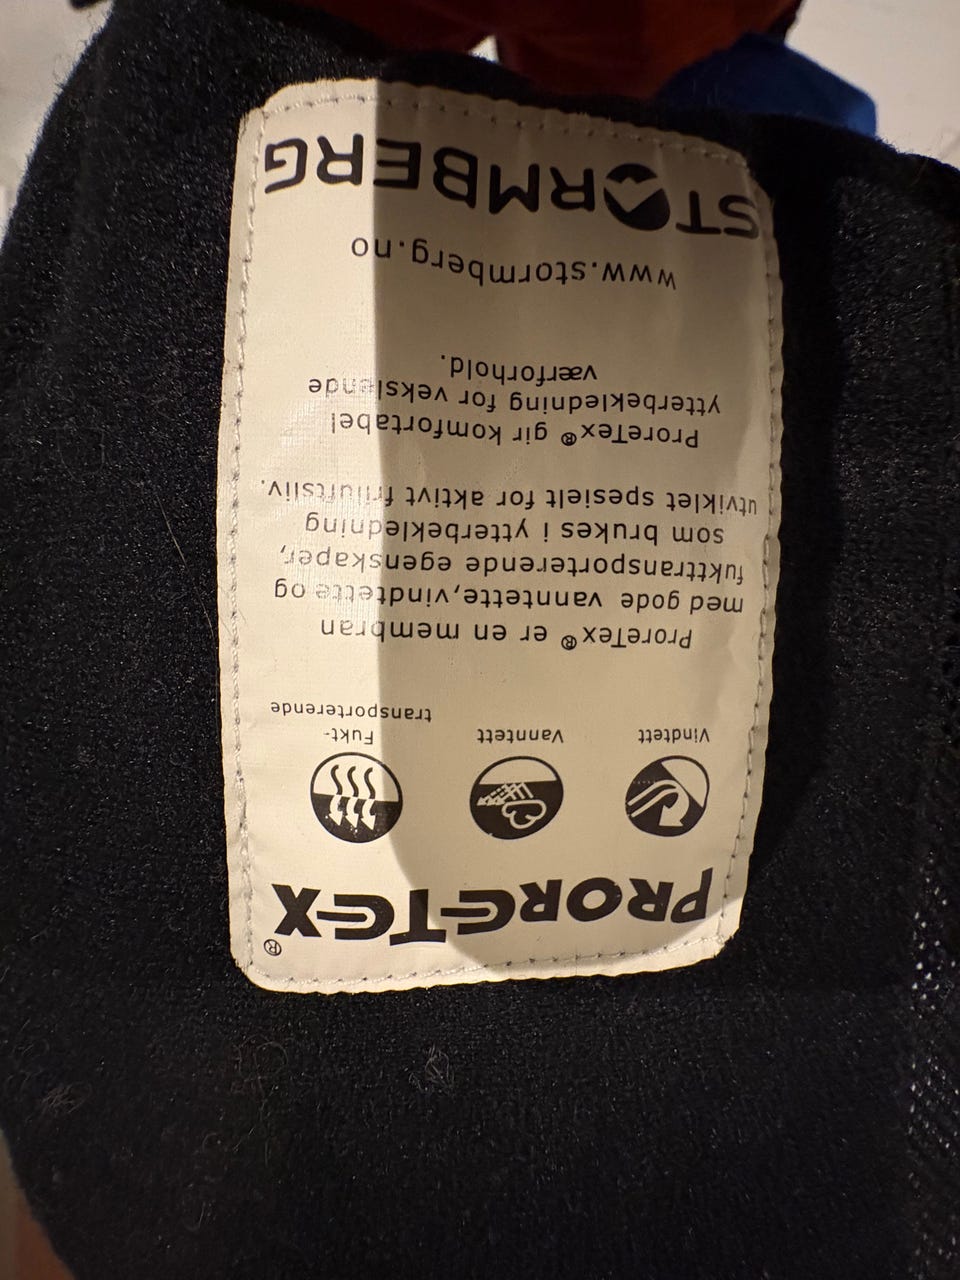 PRORETEX®
Vindtett
Vanntett
Fukt-
transporterende
ProreTex® er en membran
med gode vanntette, vindtette og
fukttransporterende egenskaper,
som brukes i ytterbekledning
utviklet spesielt for aktivt friluftsliv.
ProreTex® gir komfortabel
ytterbekledning for vekslende
værforhold.
www.stormberg.no
STORMBERG